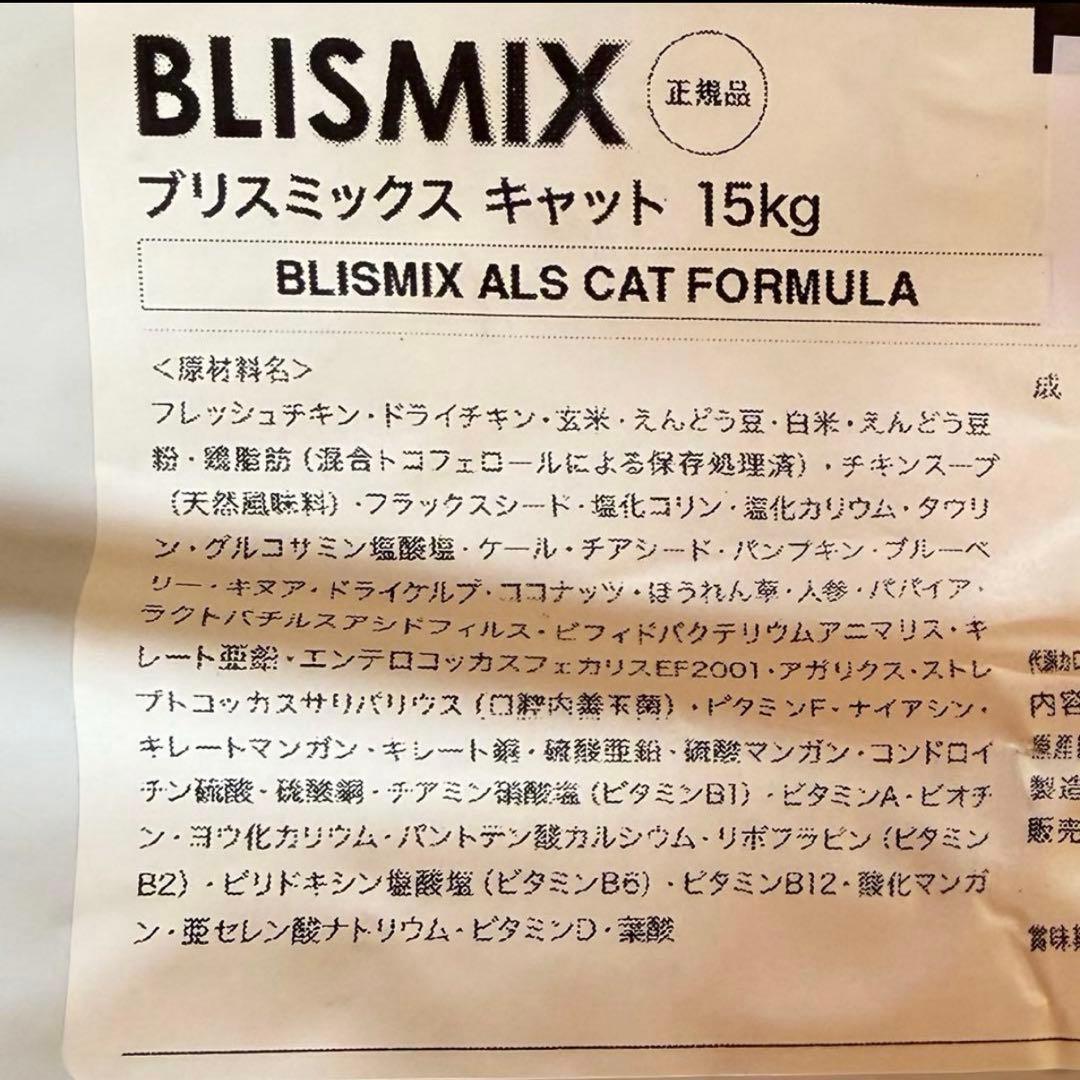 BLISMIX 正規品
ブリスミックス キャット 15kg
BLISMIX ALS CAT FORMULA
<原材料名>
フレッシュチキン・ドライチキン・玄米・えんどう豆・白米・えんどう豆
粉・鶏脂肪(混合トコフェロールによる保存処理済)・チキンスープ
(天然風味料)・フラックスシード・塩化コリン・塩化カリウム・タウリ
ン・グルコサミン塩酸塩・ケール・チアシード・パンプキン・ブルーベ
リー・キヌア・ドライケルプ・ココナッツ・ほうれん草・人参・パパイア・
ラクトバチルスアシドフィルス・ビフィドバクテリウムアニマリス・キ
レート亜鉛・エンテロコッカスフェカリスEF2001・アガリクス・ストレ
プトコッカスサリバリウス(口腔内善玉菌)・ビタミンE・ナイアシン・
キレートマンガン・キレート銅・硫酸亜鉛・硫酸マンガン・コンドロイ
チン硫酸・硫酸銅・チアミン硝酸塩(ビタミンB1)・ビタミンA・ビオチ
ン・ヨウ化カリウム・パントテン酸カルシウム・リボフラビン(ビタミン
B2)・ピリドキシン塩酸塩(ビタミンB6)・ビタミンB12・酸化マンガ
ン・亜セレン酸ナトリウム・ビタミンD・葉酸
成
内容
製造
販売